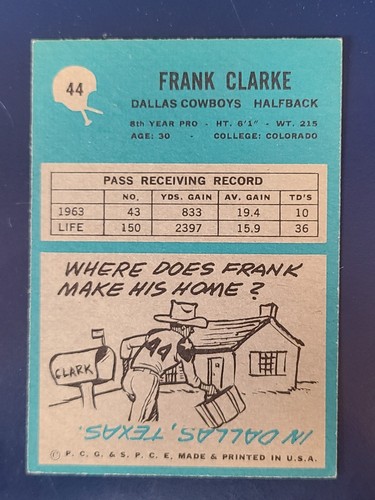 44
FRANK CLARKE
DALLAS COWBOYS HALFBACK
8th YEAR PRO - HT. 6'1" - WT. 215
AGE: 30 - COLLEGE: COLORADO
PASS RECEIVING RECORD
NO. YDS. GAIN AV. GAIN TD'S
1963 43 833 19.4 10
LIFE 150 2397 15.9 36
WHERE DOES FRANK
MAKE HIS HOME?
44
CLARK
IN DALLAS, TEXAS.
© P. C. G. & S. P. C. E, MADE & PRINTED IN U.S.A.